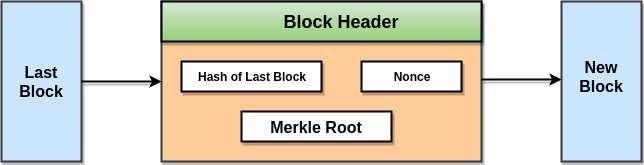 Last
Block
Block Header
Hash of Last Block
Nonce
Merkle Root
New
Block